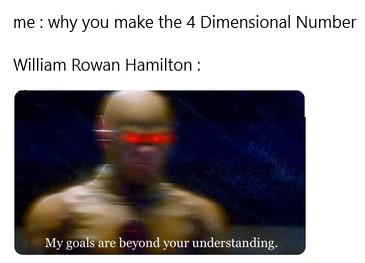 me : why you make the 4 Dimensional Number
William Rowan Hamilton :
My goals are beyond your understanding.